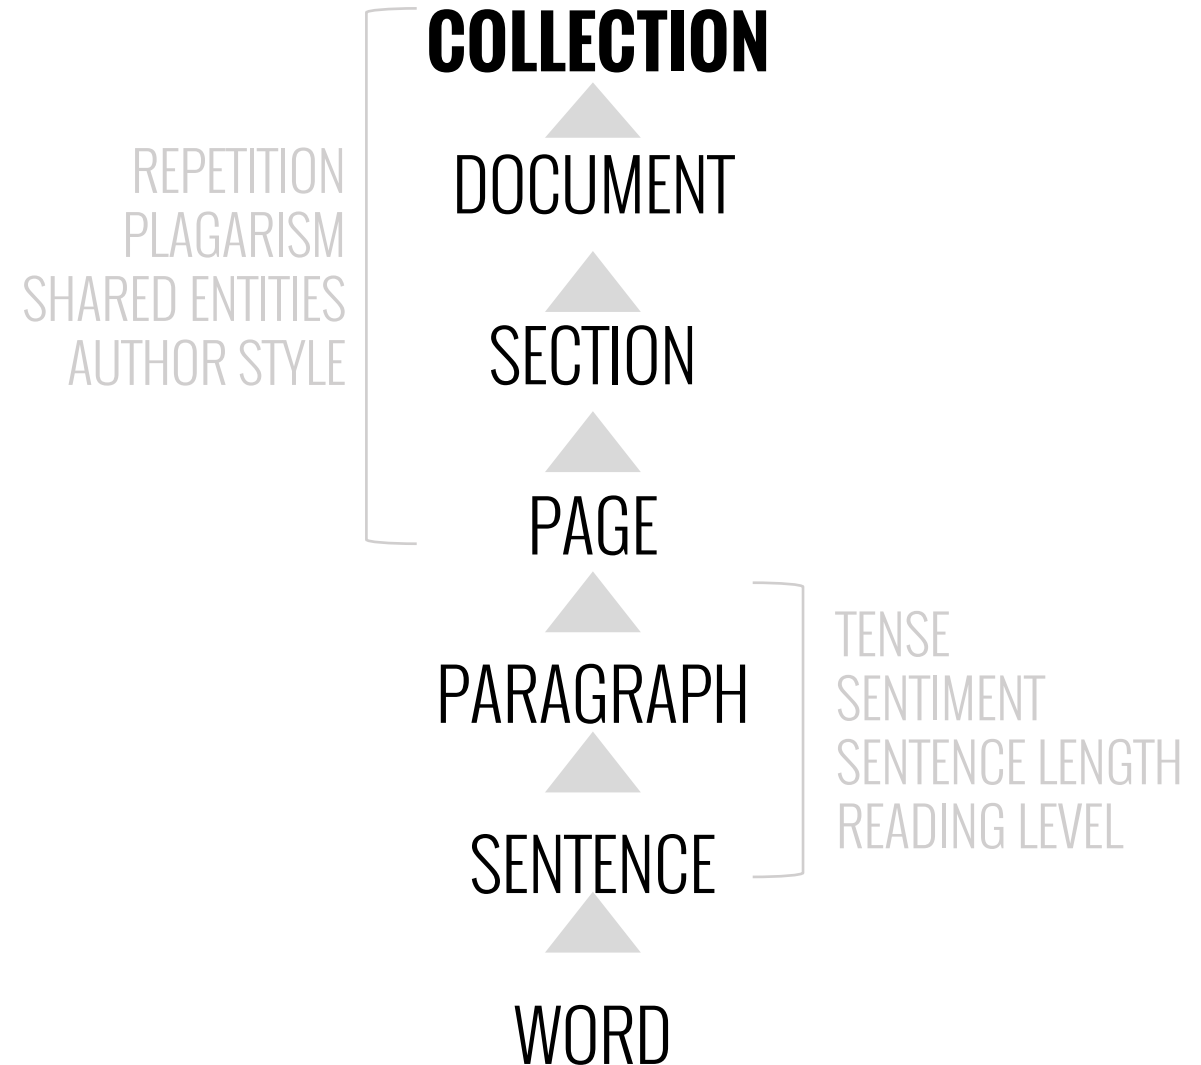 COLLECTION
DOCUMENT
SECTION
PAGE
PARAGRAPH
SENTENCE
WORD
REPETITION
PLAGARISM
SHARED ENTITIES
AUTHOR STYLE
TENSE
SENTIMENT
SENTENCE LENGTH
READING LEVEL